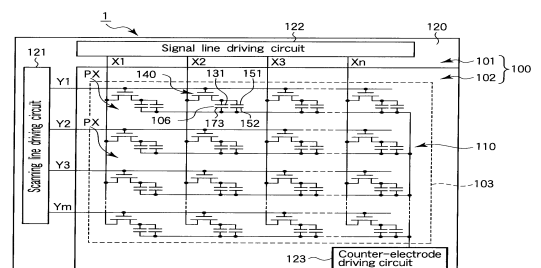 1
122
120
Signal line driving circuit
121
X1 X2 X3 Xn
101
102
100
Y1 PX 140 131 151
106 173 152
Y2
PX
110
Scanning line driving circuit
Y3
103
Ym
123
Counter-electrode
driving circuit